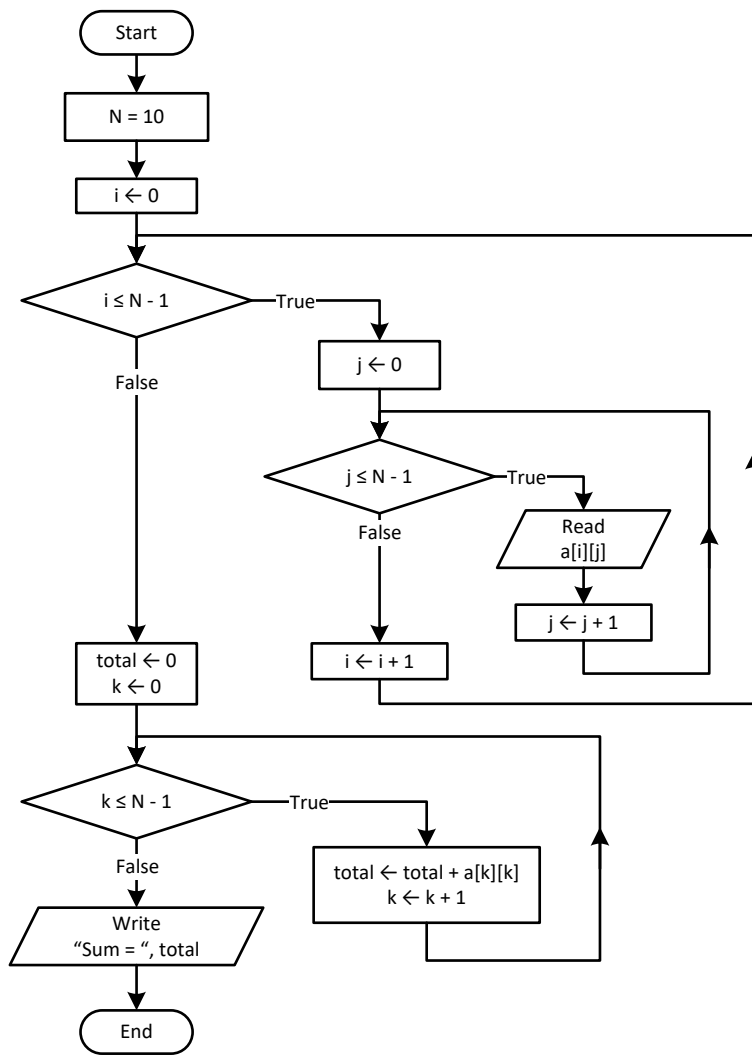 Start
N = 10
i ← 0
i ≤ N - 1
True
False
j ← 0
j ≤ N - 1
True
False
Read
a[i][j]
j ← j + 1
i ← i + 1
total ← 0
k ← 0
k ≤ N - 1
True
False
total ← total + a[k][k]
k ← k + 1
Write
“Sum = “, total
End